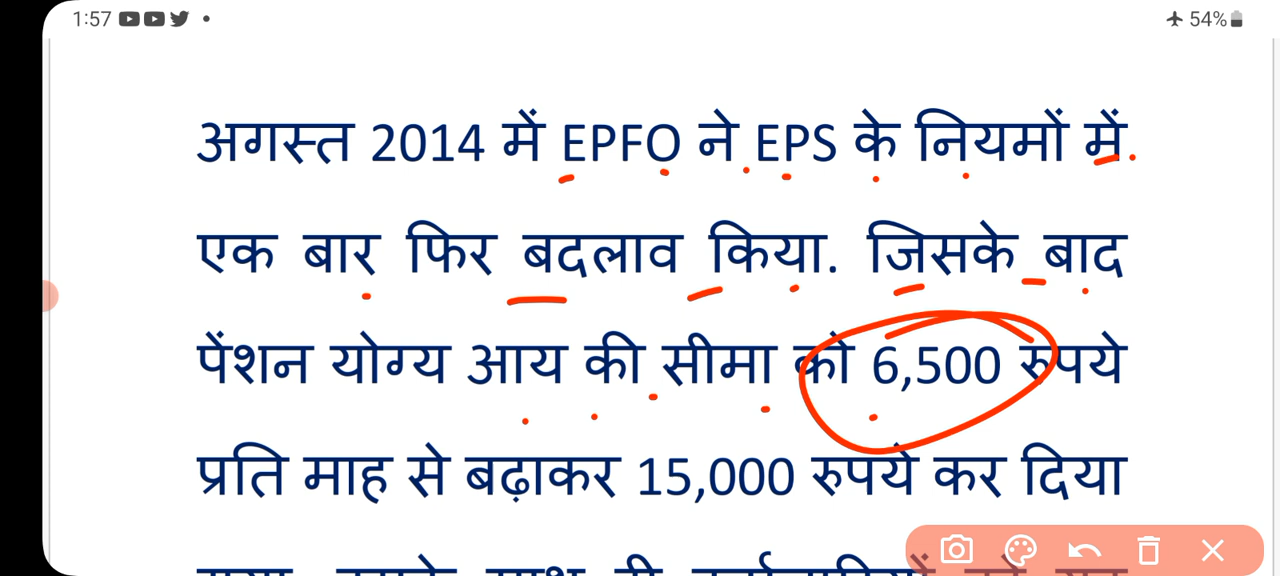 1:57
54%
अगस्त 2014 में EPFO ने EPS के नियमों में
एक बार फिर बदलाव किया. जिसके बाद
पेंशन योग्य आय की सीमा को 6,500 रुपये
प्रति माह से बढ़ाकर 15,000 रुपये कर दिया